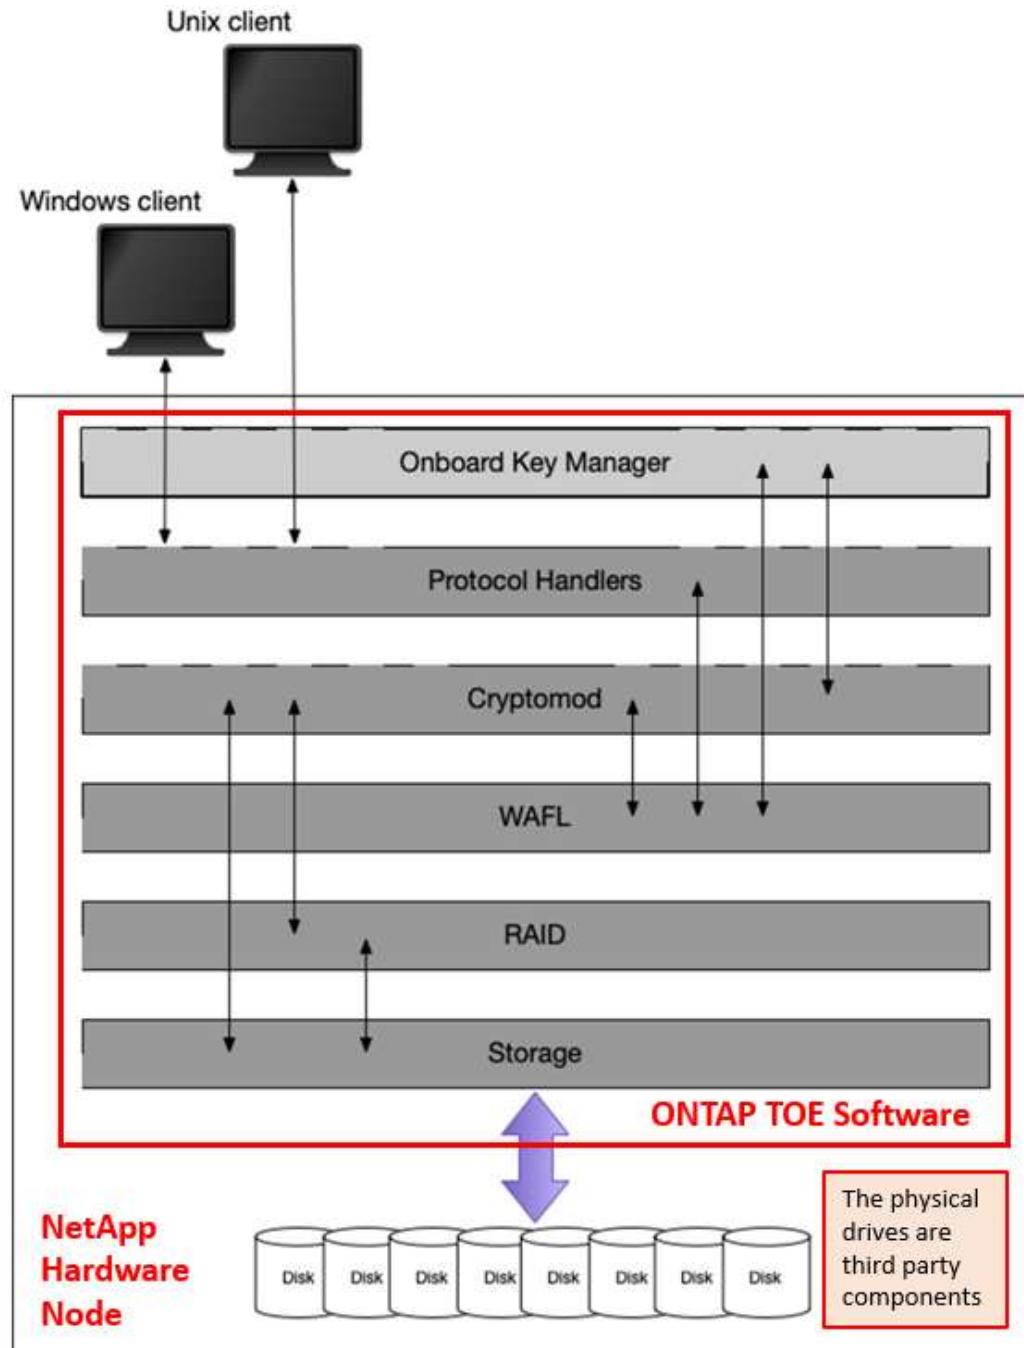 Unix client
Windows client
Onboard Key Manager
Protocol Handlers
Cryptomod
WAFL
RAID
Storage
ONTAP TOE Software
NetApp
Hardware
Node
Disk Disk Disk Disk Disk Disk Disk Disk
The physical
drives are
third party
components